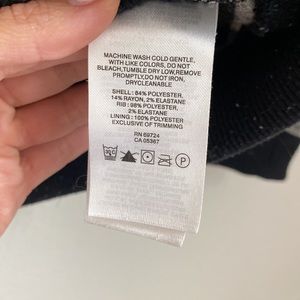 MACHINE WASH COLD GENTLE,
WITH LIKE COLORS, DO NOT
BLEACH,TUMBLE DRY LOW,REMOVE
PROMPTLY,DO NOT IRON,
DRYCLEANABLE
SHELL: 84% POLYESTER,
14% RAYON, 2% ELASTANE
RIB: 98% POLYESTER,
2% ELASTANE
LINING: 100% POLYESTER
EXCLUSIVE OF TRIMMING
RN 69724
CA 05367
P